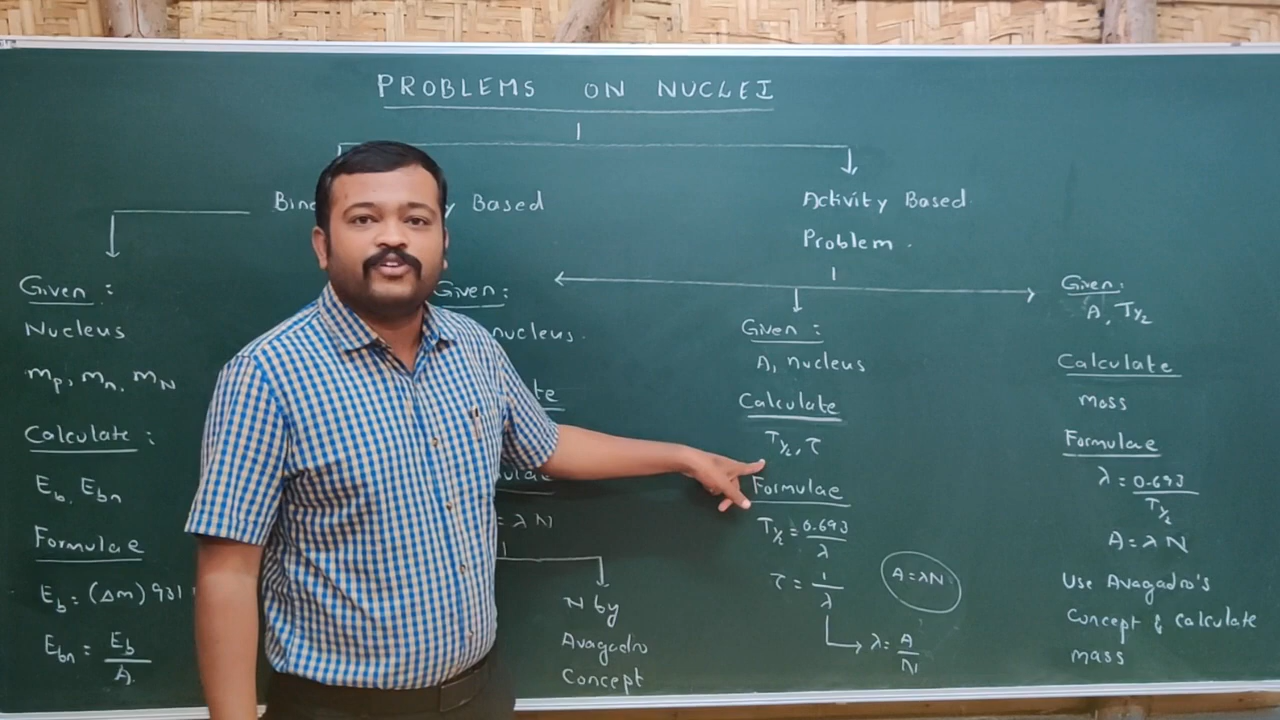 PROBLEMS ON NUCLEI
Based
Activity Based
Problem.
Given :
Nucleus
mp, mn, mN
Calculate :
Eb, Ebn
Formulae
Eb = (Δm) 931
Ebn = Eb/A
Given :
nucleus.
= λN
N by
Avagadro
Concept
Given :
A, nucleus
Calculate
T½, τ
Formulae
T½ = 0.693/λ
τ = 1/λ
λ = A/N
A = λN
Given:
A, T½
Calculate
mass
Formulae
λ = 0.693/T½
A = λN
Use Avagadro's
Concept & Calculate
mass